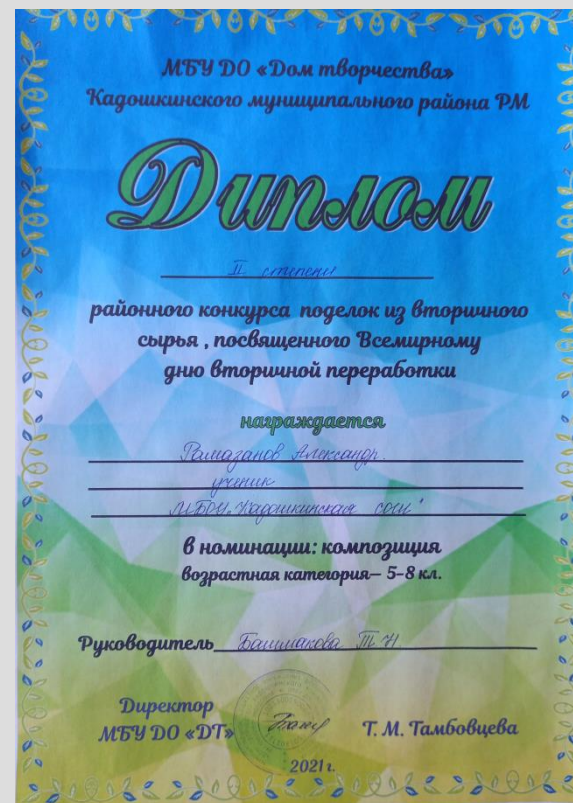 МБУ ДО «Дом творчества»
Кадошкинского муниципального района РМ
Диплом
II степени
районного конкурса поделок из вторичного
сырья , посвященного Всемирному
дню вторичной переработки
награждается
Рамазанов Александр.
ученик
МБОУ "Кадошкинская сош"
в номинации: композиция
возрастная категория– 5-8 кл.
Руководитель Башмакова Т Н
Директор
МБУ ДО «ДТ»
Т. М. Тамбовцева
2021 г.